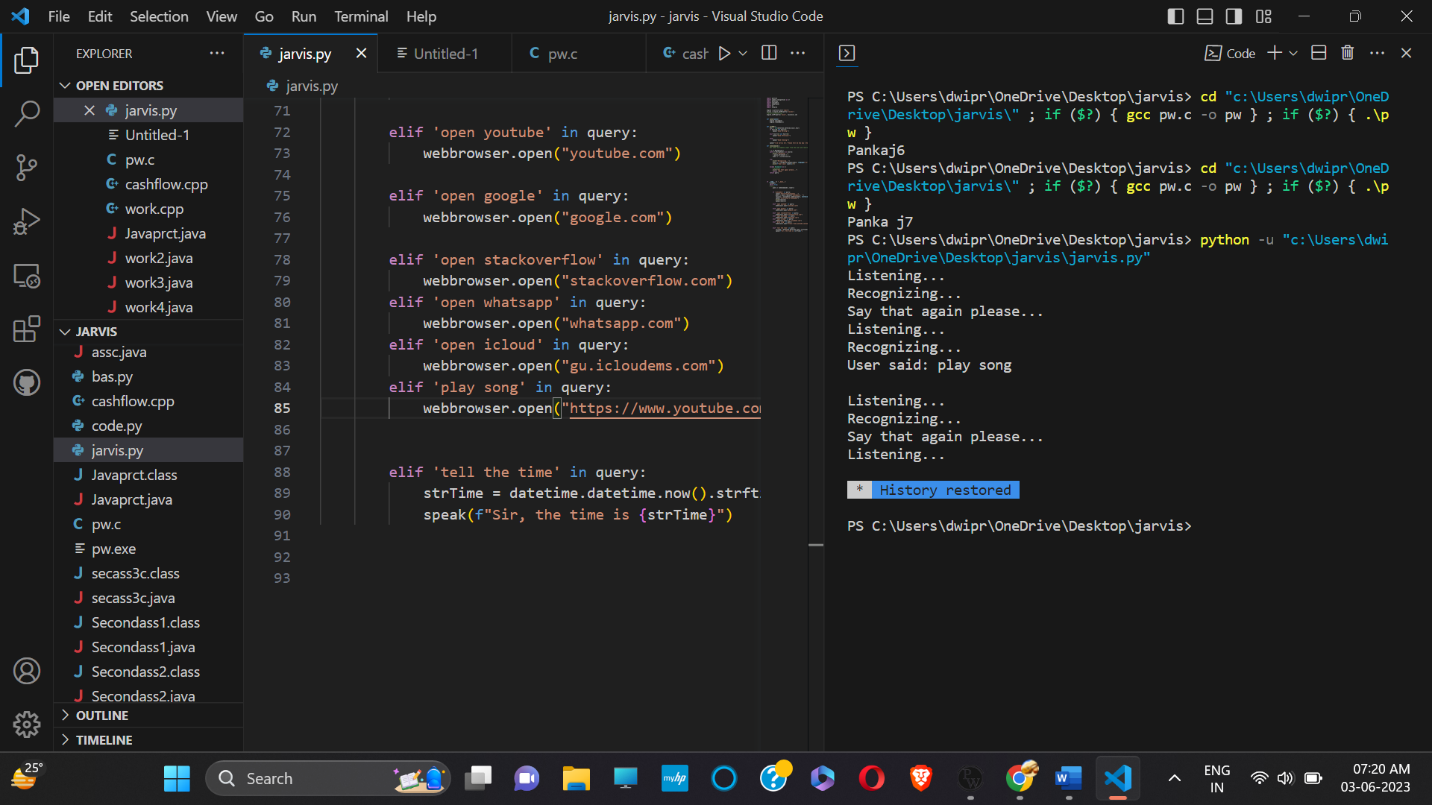 File Edit Selection View Go Run Terminal Help
jarvis.py - jarvis - Visual Studio Code
EXPLORER
OPEN EDITORS
jarvis.py
Untitled-1
pw.c
cashflow.cpp
work.cpp
Javaprct.java
work2.java
work3.java
work4.java
JARVIS
assc.java
bas.py
cashflow.cpp
code.py
jarvis.py
Javaprct.class
Javaprct.java
pw.c
pw.exe
secass3c.class
secass3c.java
Secondass1.class
Secondass1.java
Secondass2.class
Secondass2.java
OUTLINE
TIMELINE
jarvis.py Untitled-1 pw.c cash
jarvis.py
71
72 elif 'open youtube' in query:
73 webbrowser.open("youtube.com")
74
75 elif 'open google' in query:
76 webbrowser.open("google.com")
77
78 elif 'open stackoverflow' in query:
79 webbrowser.open("stackoverflow.com")
80 elif 'open whatsapp' in query:
81 webbrowser.open("whatsapp.com")
82 elif 'open icloud' in query:
83 webbrowser.open("gu.icloudems.com")
84 elif 'play song' in query:
85 webbrowser.open("https://www.youtube.co
86
87
88 elif 'tell the time' in query:
89 strTime = datetime.datetime.now().strft
90 speak(f"Sir, the time is {strTime}")
91
92
93
Code
PS C:\Users\dwipr\OneDrive\Desktop\jarvis> cd "c:\Users\dwipr\OneD
rive\Desktop\jarvis\" ; if ($?) { gcc pw.c -o pw } ; if ($?) { .\p
w }
Pankaj6
PS C:\Users\dwipr\OneDrive\Desktop\jarvis> cd "c:\Users\dwipr\OneD
rive\Desktop\jarvis\" ; if ($?) { gcc pw.c -o pw } ; if ($?) { .\p
w }
Panka j7
PS C:\Users\dwipr\OneDrive\Desktop\jarvis> python -u "c:\Users\dwi
pr\OneDrive\Desktop\jarvis\jarvis.py"
Listening...
Recognizing...
Say that again please...
Listening...
Recognizing...
User said: play song
Listening...
Recognizing...
Say that again please...
Listening...
* History restored
PS C:\Users\dwipr\OneDrive\Desktop\jarvis>
25°
Search
myhp
ENG
IN
07:20 AM
03-06-2023